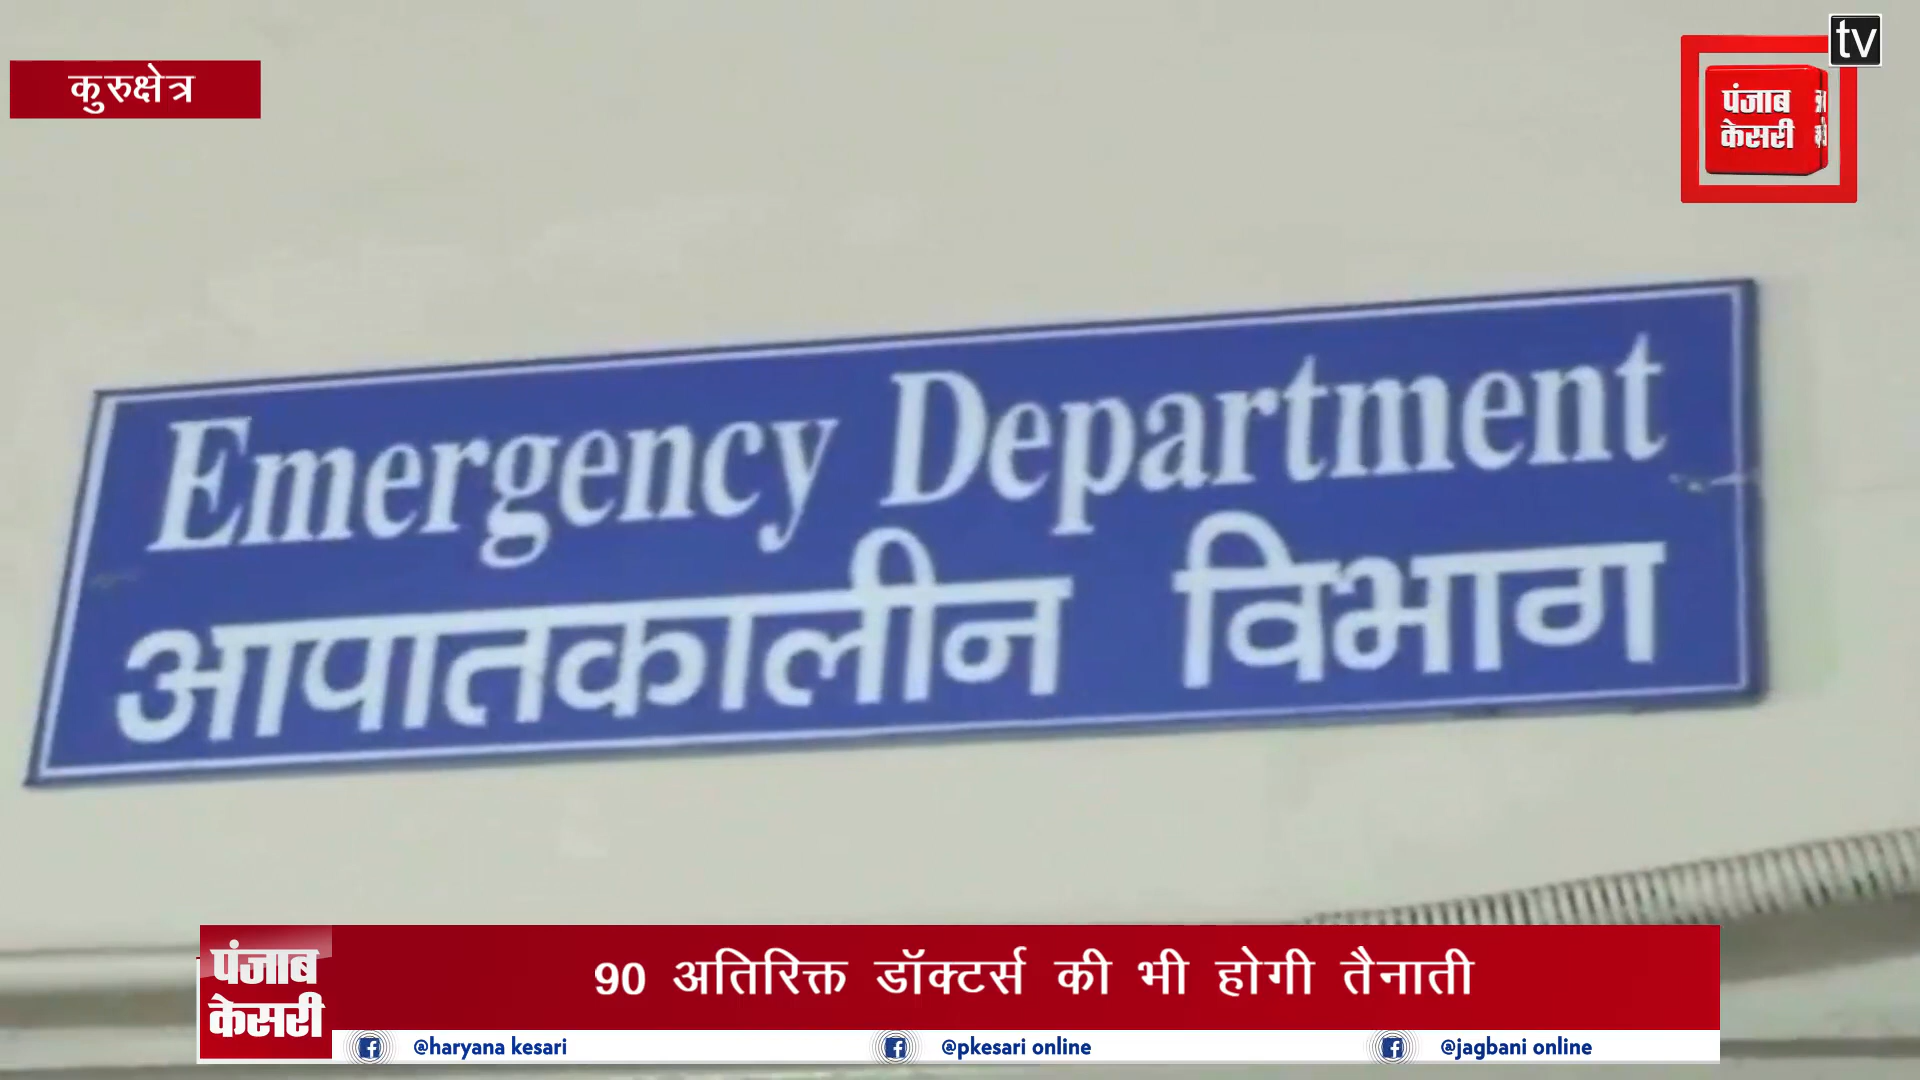 कुरुक्षेत्र
tv
पंजाब
केसरी
Emergency Department
आपातकालीन विभाग
पंजाब
केसरी
90 अतिरिक्त डॉक्टर्स की भी होगी तैनाती
@haryana kesari
@pkesari online
@jagbani online